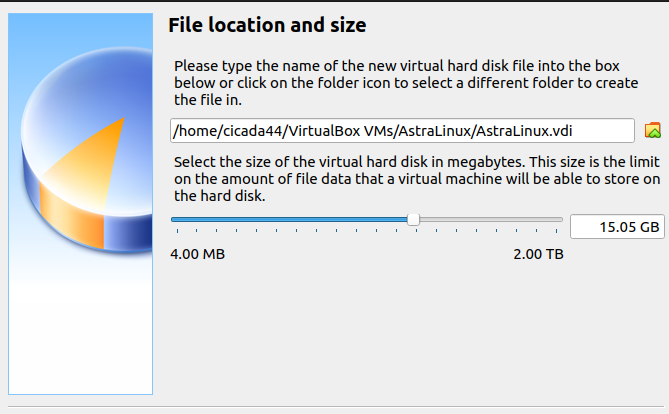 File location and size
Please type the name of the new virtual hard disk file into the box
below or click on the folder icon to select a different folder to create
the file in.
/home/cicada44/VirtualBox VMs/AstraLinux/AstraLinux.vdi
Select the size of the virtual hard disk in megabytes. This size is the limit
on the amount of file data that a virtual machine will be able to store on
the hard disk.
15.05 GB
4.00 MB 2.00 TB